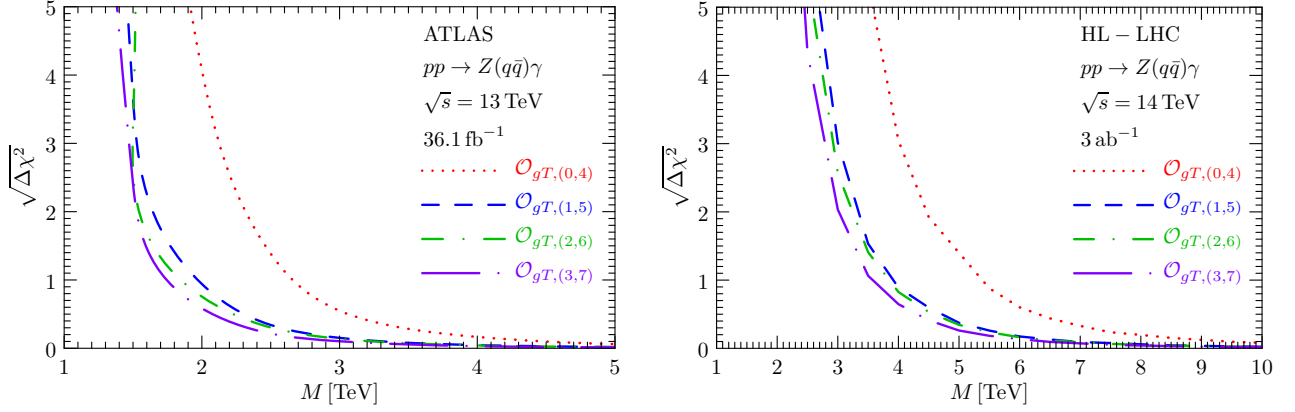 5
4
3
2
1
0
√Δχ²
1 2 3 4 5
M [TeV]
ATLAS
pp → Z(qq̄)γ
√s = 13 TeV
36.1 fb⁻¹
𝒪gT,(0,4)
𝒪gT,(1,5)
𝒪gT,(2,6)
𝒪gT,(3,7)
5
4
3
2
1
0
√Δχ²
1 2 3 4 5 6 7 8 9 10
M [TeV]
HL − LHC
pp → Z(qq̄)γ
√s = 14 TeV
3 ab⁻¹
𝒪gT,(0,4)
𝒪gT,(1,5)
𝒪gT,(2,6)
𝒪gT,(3,7)